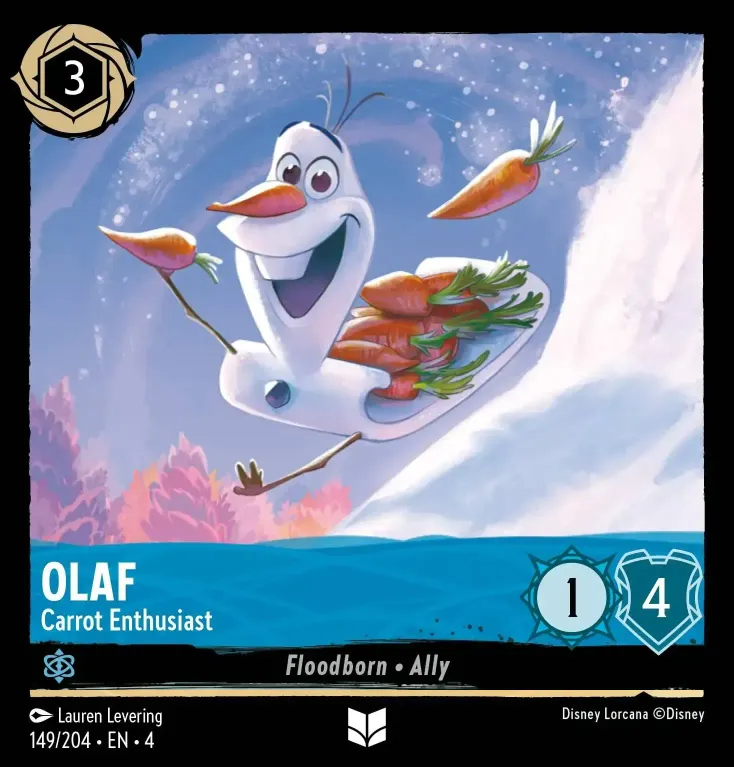 3
OLAF
Carrot Enthusiast
1 4
Floodborn • Ally
Lauren Levering
Disney Lorcana ©Disney
149/204 • EN • 4